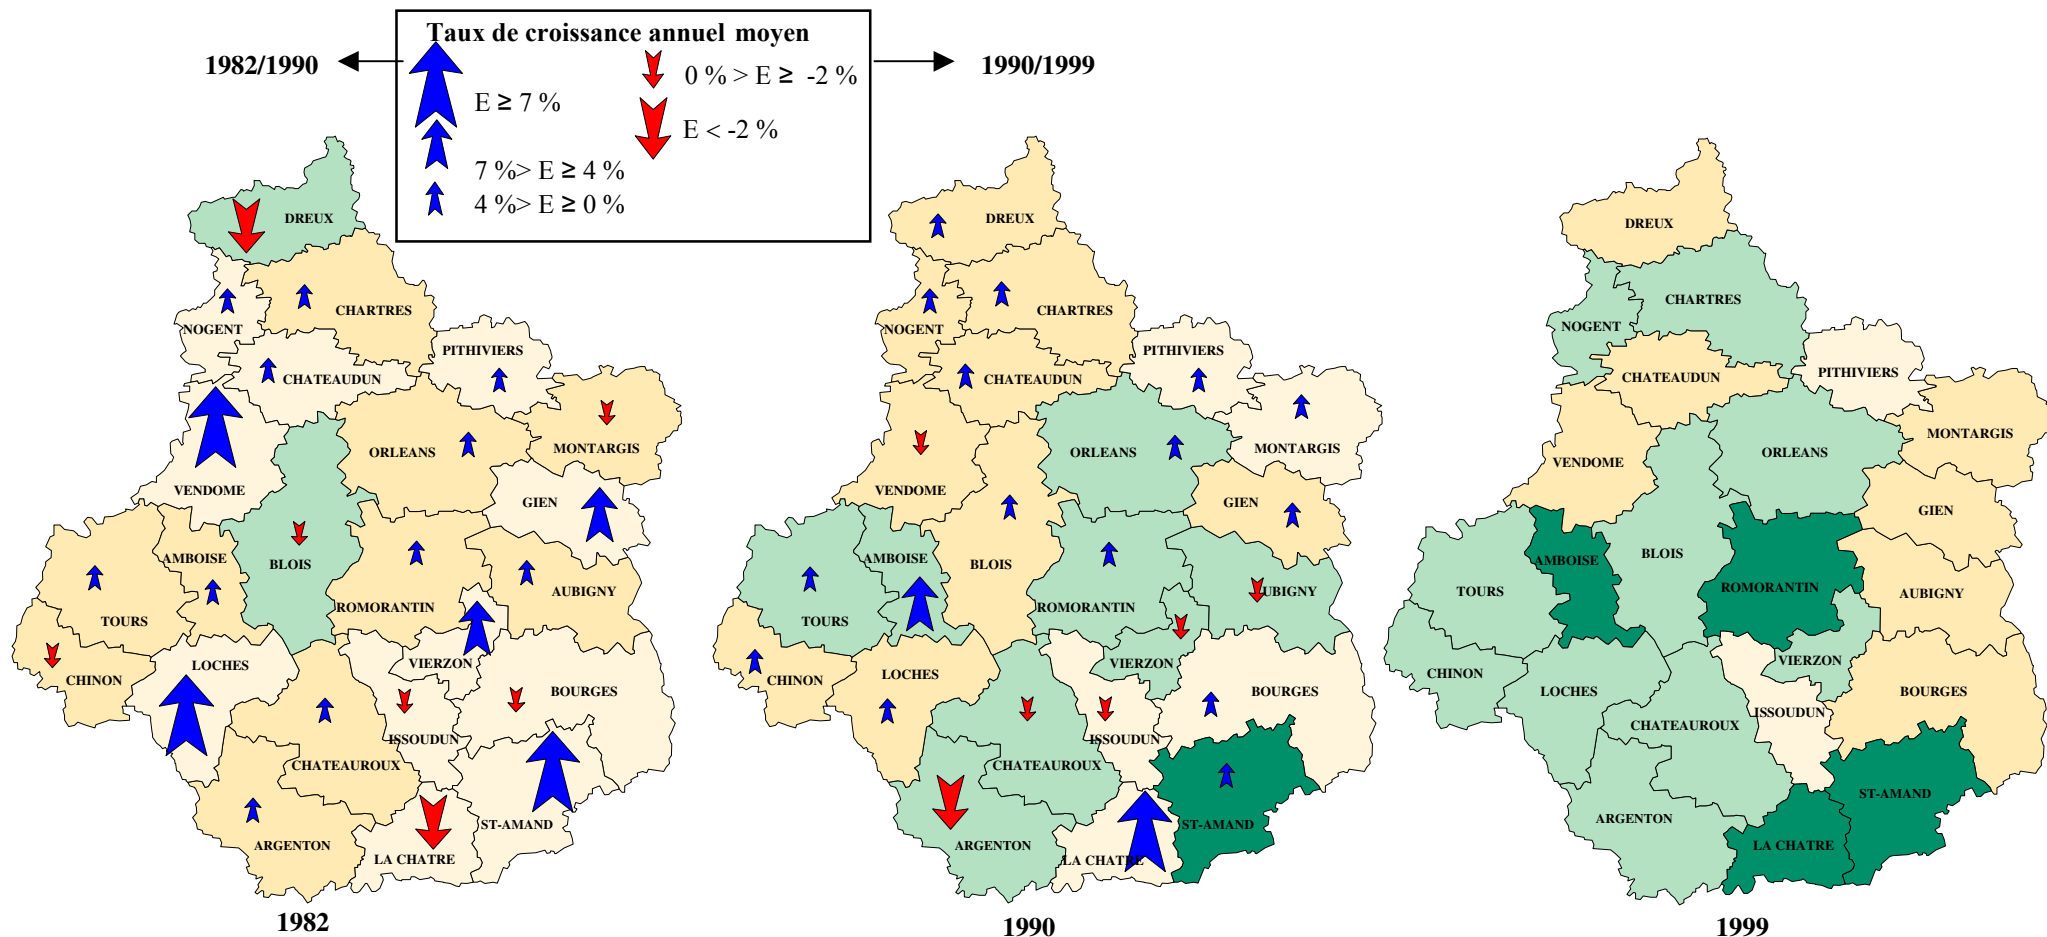 Taux de croissance annuel moyen
1982/1990
1990/1999
E ≥ 7 %
7 %> E ≥ 4 %
4 %> E ≥ 0 %
0 % > E ≥ -2 %
E < -2 %
DREUX
CHARTRES
NOGENT
PITHIVIERS
CHATEAUDUN
MONTARGIS
ORLEANS
VENDOME
GIEN
AMBOISE
BLOIS
AUBIGNY
ROMORANTIN
TOURS
LOCHES
VIERZON
CHINON
BOURGES
ISSOUDUN
CHATEAUROUX
ST-AMAND
ARGENTON
LA CHATRE
1982
DREUX
CHARTRES
NOGENT
PITHIVIERS
CHATEAUDUN
MONTARGIS
ORLEANS
VENDOME
GIEN
AMBOISE
BLOIS
UBIGNY
ROMORANTIN
TOURS
VIERZON
LOCHES
CHINON
BOURGES
ISSOUDUN
CHATEAUROUX
ST-AMAND
ARGENTON
LA CHATRE
1990
DREUX
CHARTRES
NOGENT
PITHIVIERS
CHATEAUDUN
MONTARGIS
ORLEANS
VENDOME
GIEN
BLOIS
AMBOISE
ROMORANTIN
TOURS
AUBIGNY
VIERZON
CHINON
LOCHES
BOURGES
ISSOUDUN
CHATEAUROUX
ST-AMAND
ARGENTON
LA CHATRE
1999